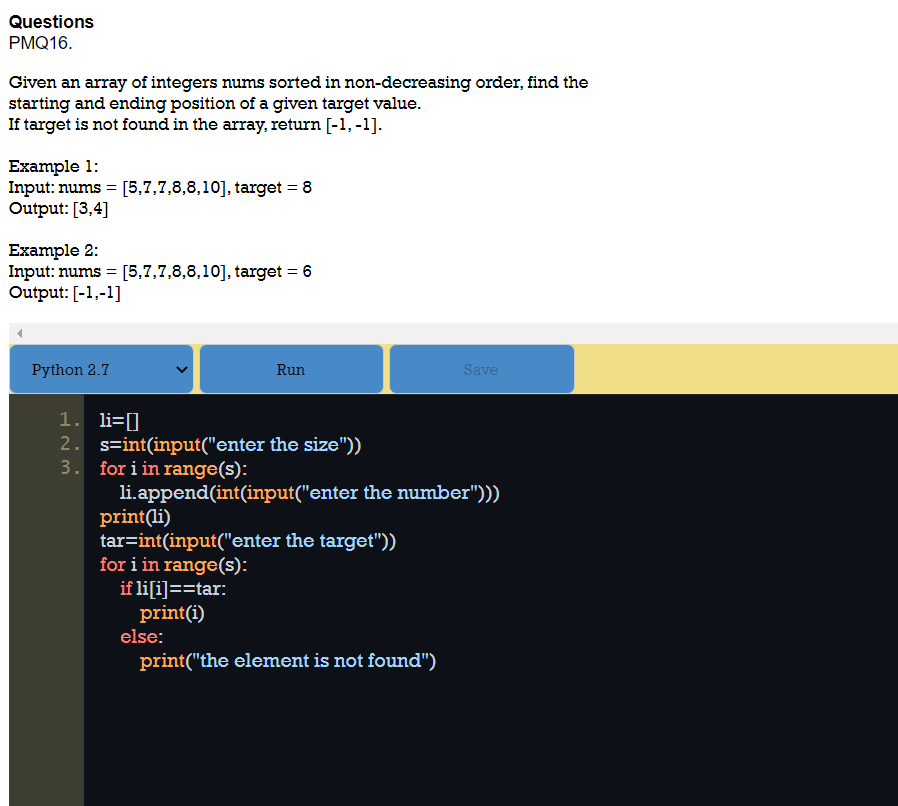 Questions
PMQ16.
Given an array of integers nums sorted in non-decreasing order, find the
starting and ending position of a given target value.
If target is not found in the array, return [-1, -1].
Example 1:
Input: nums = [5,7,7,8,8,10], target = 8
Output: [3,4]
Example 2:
Input: nums = [5,7,7,8,8,10], target = 6
Output: [-1,-1]
Python 2.7 Run Save
1. li=[]
2. s=int(input("enter the size"))
3. for i in range(s):
li.append(int(input("enter the number")))
print(li)
tar=int(input("enter the target"))
for i in range(s):
if li[i]==tar:
print(i)
else:
print("the element is not found")